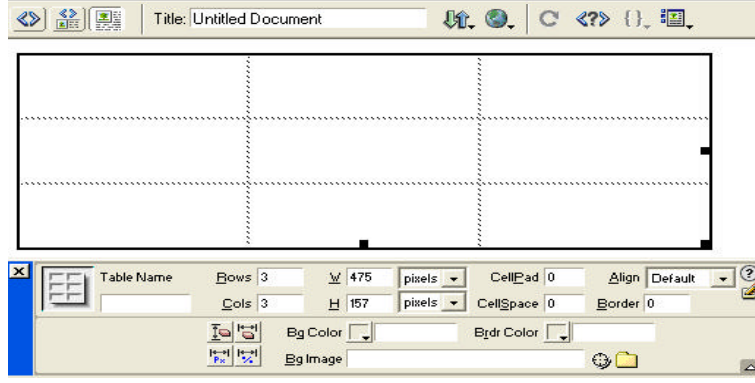 Title: Untitled Document
Table Name Rows 3 W 475 pixels CellPad 0 Align Default
Cols 3 H 157 pixels CellSpace 0 Border 0
Bg Color Brdr Color
Bg Image